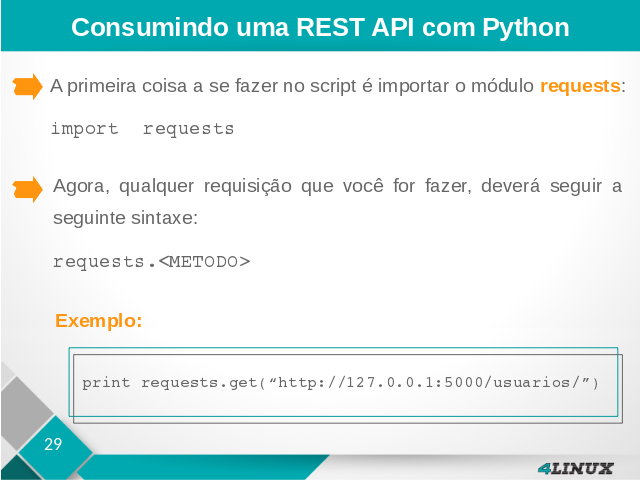 Consumindo uma REST API com Python
A primeira coisa a se fazer no script é importar o módulo requests:
import requests
Agora, qualquer requisição que você for fazer, deverá seguir a
seguinte sintaxe:
requests.<METODO>
Exemplo:
print requests.get(“http://127.0.0.1:5000/usuarios/”)
29
4LINUX